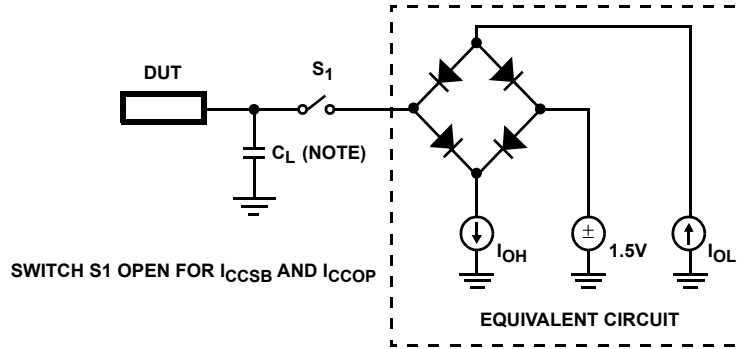 DUT
S1
CL (NOTE)
±
IOH
1.5V
IOL
SWITCH S1 OPEN FOR ICCSB AND ICCOP
EQUIVALENT CIRCUIT